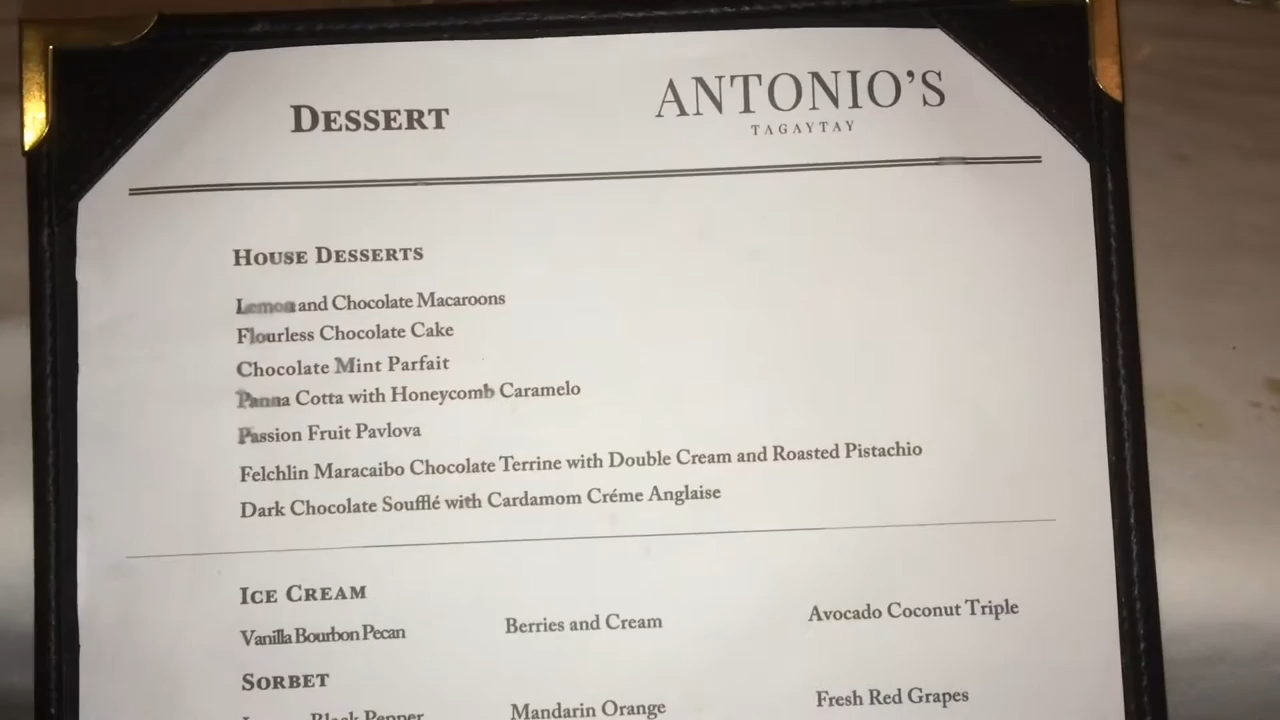 DESSERT
ANTONIO'S
TAGAYTAY
HOUSE DESSERTS
Lemon and Chocolate Macaroons
Flourless Chocolate Cake
Chocolate Mint Parfait
Panna Cotta with Honeycomb Caramelo
Passion Fruit Pavlova
Felchlin Maracaibo Chocolate Terrine with Double Cream and Roasted Pistachio
Dark Chocolate Soufflé with Cardamom Créme Anglaise
ICE CREAM
Vanilla Bourbon Pecan
Berries and Cream
Avocado Coconut Triple
SORBET
Black Pepper
Mandarin Orange
Fresh Red Grapes